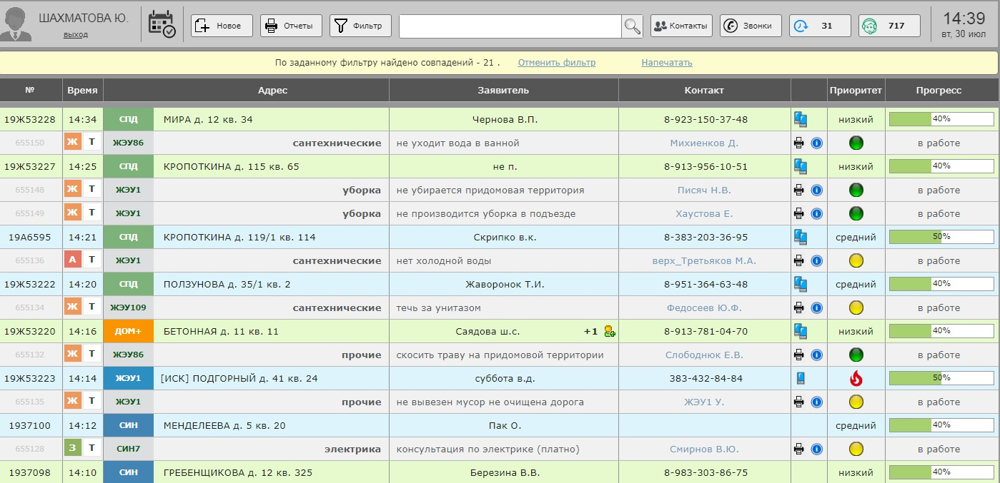 ШАХМАТОВА Ю. Новое Отчеты Фильтр Контакты Звонки 31 717 14:39
выход вт, 30 июл
По заданному фильтру найдено совпадений - 21 . Отменить фильтр Напечатать
№ Время Адрес Заявитель Контакт Приоритет Прогресс
19Ж53228 14:34 СПД МИРА д. 12 кв. 34 Чернова В.П. 8-923-150-37-48 низкий 40%
655150 Ж Т ЖЭУ86 сантехнические не уходит вода в ванной Михиенков Д. в работе
19Ж53227 14:25 СПД КРОПОТКИНА д. 115 кв. 65 не п. 8-913-956-10-51 низкий 40%
655148 Ж Т ЖЭУ1 уборка не убирается придомовая территория Писяч Н.В. в работе
655149 Ж Т ЖЭУ1 уборка не производится уборка в подъезде Хаустова Е. в работе
19А6595 14:21 СПД КРОПОТКИНА д. 119/1 кв. 114 Скрипко в.к. 8-383-203-36-95 средний 50%
655136 А Т ЖЭУ1 сантехнические нет холодной воды верх_Третьяков М.А. в работе
19Ж53222 14:20 СПД ПОЛЗУНОВА д. 35/1 кв. 2 Жаворонок Т.И. 8-951-364-63-48 средний 40%
655134 Ж Т ЖЭУ109 сантехнические течь за унитазом Федосеев Ю.Ф. в работе
19Ж53220 14:16 ДОМ+ БЕТОННАЯ д. 11 кв. 11 Саядова ш.с. +1 8-913-781-04-70 низкий 40%
655132 Ж Т ЖЭУ86 прочие скосить траву на придомовой территории Слободнюк Е.В. в работе
19Ж53223 14:14 ЖЭУ1 [ИСК] ПОДГОРНЫЙ д. 41 кв. 24 суббота в.д. 383-432-84-84 50%
655135 Ж Т ЖЭУ1 прочие не вывезен мусор не очищена дорога ЖЭУ1 У. в работе
1937100 14:12 СИН МЕНДЕЛЕЕВА д. 5 кв. 20 Пак О. средний 40%
655128 З Т СИН7 электрика консультация по электрике (платно) Смирнов В.Ю. в работе
1937098 14:10 СИН ГРЕБЕНЩИКОВА д. 12 кв. 325 Березина В.В. 8-983-303-86-75 низкий 40%